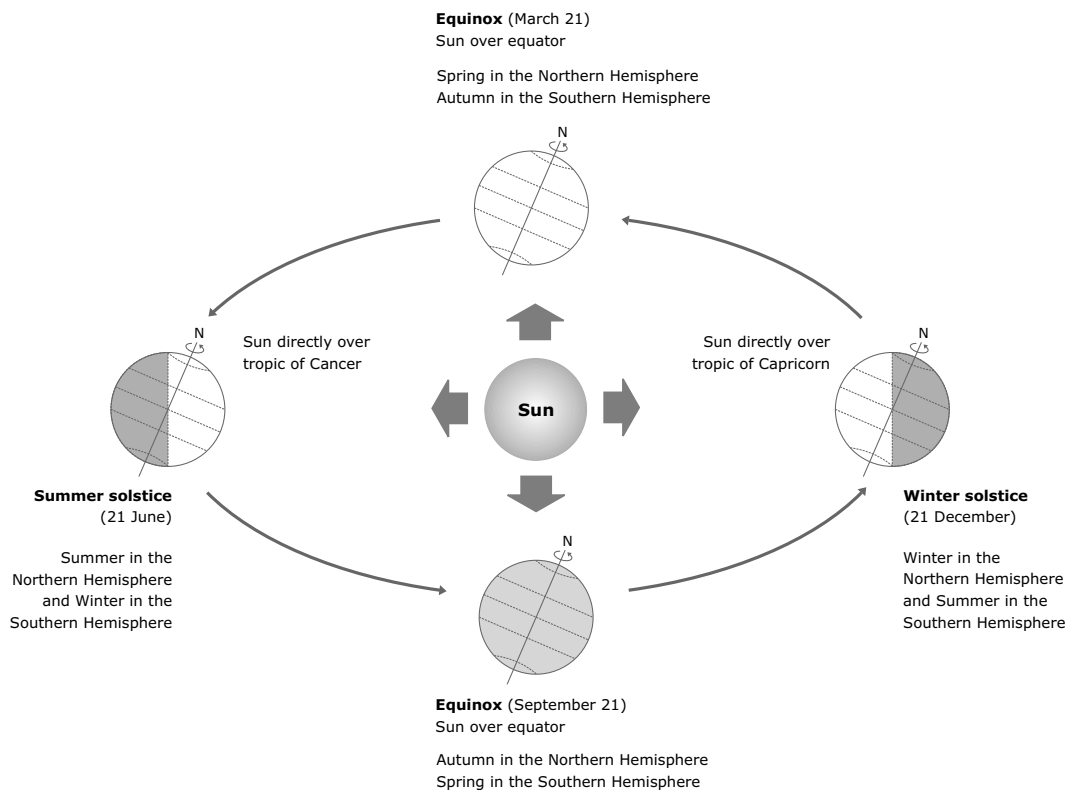 Equinox (March 21)
Sun over equator
Spring in the Northern Hemisphere
Autumn in the Southern Hemisphere
N
N
Sun directly over
tropic of Cancer
Sun directly over
tropic of Capricorn
N
Sun
Summer solstice
(21 June)
Summer in the
Northern Hemisphere
and Winter in the
Southern Hemisphere
Winter solstice
(21 December)
Winter in the
Northern Hemisphere
and Summer in the
Southern Hemisphere
N
Equinox (September 21)
Sun over equator
Autumn in the Northern Hemisphere
Spring in the Southern Hemisphere